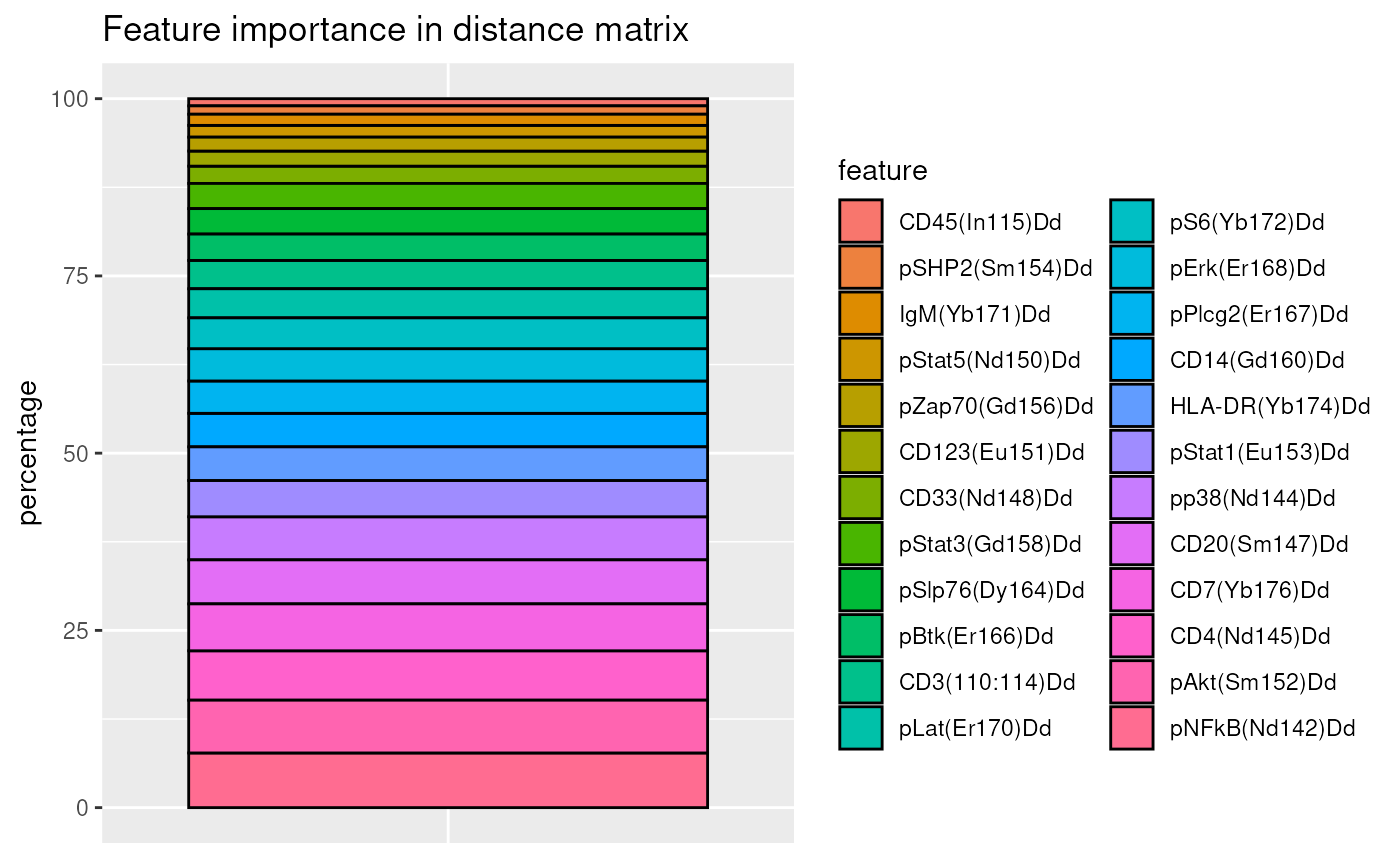 Feature importance in distance matrix
100
75
50
25
0
percentage
feature
CD45(In115)Dd
pSHP2(Sm154)Dd
IgM(Yb171)Dd
pStat5(Nd150)Dd
pZap70(Gd156)Dd
CD123(Eu151)Dd
CD33(Nd148)Dd
pStat3(Gd158)Dd
pSlp76(Dy164)Dd
pBtk(Er166)Dd
CD3(110:114)Dd
pLat(Er170)Dd
pS6(Yb172)Dd
pErk(Er168)Dd
pPlcg2(Er167)Dd
CD14(Gd160)Dd
HLA-DR(Yb174)Dd
pStat1(Eu153)Dd
pp38(Nd144)Dd
CD20(Sm147)Dd
CD7(Yb176)Dd
CD4(Nd145)Dd
pAkt(Sm152)Dd
pNFkB(Nd142)Dd